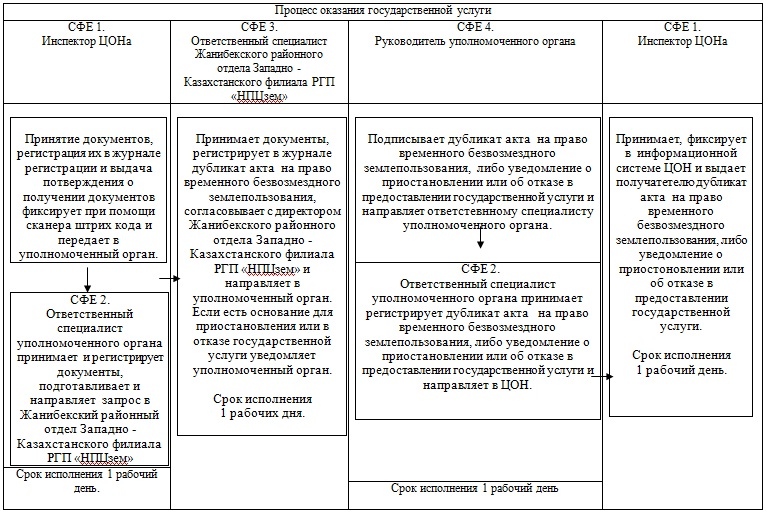 Процесс оказания государственной услуги
СФЕ 1.
Инспектор ЦОНа
СФЕ 3.
Ответственный специалист
Жанибекского районного
отдела Западно -
Казахстанского филиала РГП
«НПЦзем»
СФЕ 4.
Руководитель уполномоченного органа
СФЕ 1.
Инспектор ЦОНа
Принятие документов,
регистрация их в журнале
регистрации и выдача
потверждения о
получении документов
фиксирует при помощи
сканера штрих кода и
передает в
уполномоченный орган.
СФЕ 2.
Ответственный
специалист
уполномоченного органа
принимает и регистрирует
документы,
подготавливает и
направляет запрос в
Жанибекский районный
отдел Западно -
Казахстанского филиала
РГП «НПЦзем»
Срок исполнения 1 рабочий
день.
Принимает документы,
регистрирует в журнале
дубликат акта на право
временного безвозмездного
землепользования,
согласовывает с директором
Жанибекского районного
отдела Западно -
Казахстанского филиала
РГП «НПЦзем» и
направляет в
уполномоченный орган.
Если есть основание для
приостановления или в
отказе государственной
услуги уведомляет
уполномоченный орган.
Срок исполнения
1 рабочих дня.
Подписывает дубликат акта на право
временного безвозмездного
землепользования, либо уведомление о
приостановлении или об отказе в
предоставлении государственной услуги и
направляет ответственному специалисту
уполномоченного органа.
СФЕ 2.
Ответственный специалист
уполномоченного органа принимает
регистрирует дубликат акта на право
временного безвозмездного
землепользования, либо уведомление о
приостановлении или об отказе в
предоставлении государственной услуги и
направляет в ЦОН.
Срок исполнения 1 рабочий день
Принимает, фиксирует
в информационной
системе ЦОН и выдает
получателю дубликат
акта на право
временного
безвозмездного
землепользования, либо
уведомление о
приостоновлении или
об отказе в
предоставлении
государственной
услуги.
Срок исполнения
1 рабочий день.